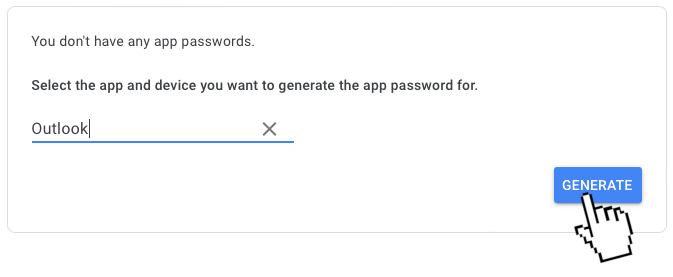 You don't have any app passwords.
Select the app and device you want to generate the app password for.
Outlook
GENERATE